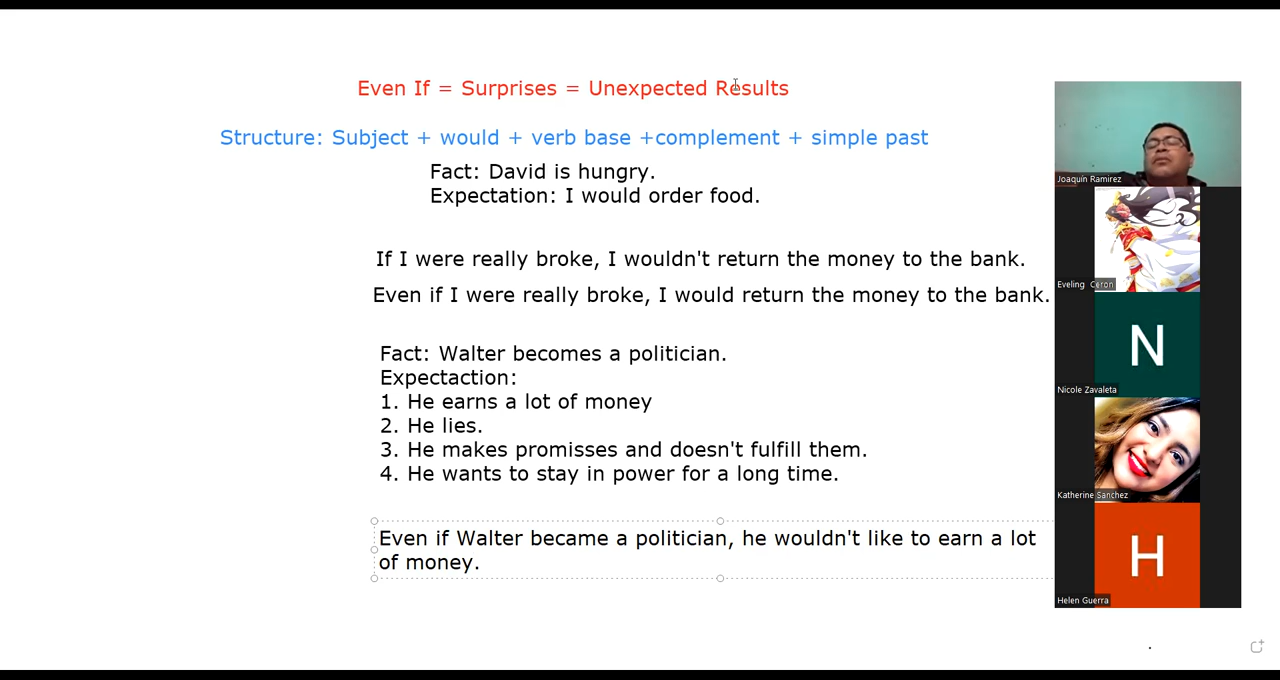 Even If = Surprises = Unexpected Results
Structure: Subject + would + verb base +complement + simple past
Fact: David is hungry.
Expectation: I would order food.
If I were really broke, I wouldn't return the money to the bank.
Even if I were really broke, I would return the money to the bank.
Fact: Walter becomes a politician.
Expectaction:
1. He earns a lot of money
2. He lies.
3. He makes promisses and doesn't fulfill them.
4. He wants to stay in power for a long time.
Even if Walter became a politician, he wouldn't like to earn a lot
of money.
Joaquín Ramirez
Eveling Ceron
N
Nicole Zavaleta
Katherine Sanchez
H
Helen Guerra